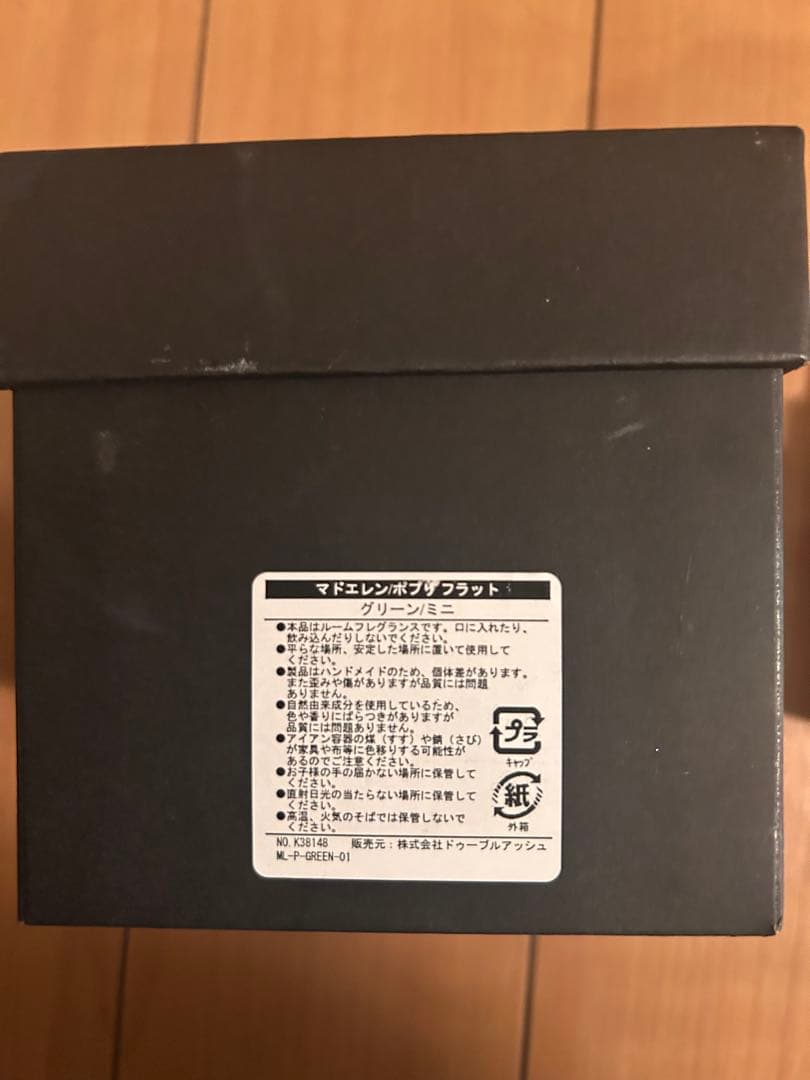 マドエレン/ポプリ フラット
グリーン/ミニ
●本品はルームフレグランスです。口に入れたり、
飲み込んだりしないでください。
●平らな場所、安定した場所に置いて使用して
ください。
●製品はハンドメイドのため、個体差があります。
また歪みや傷がありますが品質には問題
ありません。
●自然由来成分を使用しているため、
色や香りにばらつきがありますが
品質には問題ありません。
●アイアン容器の煤（すす）や錆（さび）
が家具や布等に色移りする可能性が
あるのでご注意ください。
●お子様の手の届かない場所に保管して
ください。
●直射日光の当たらない場所に保管して
ください。
●高温、火気のそばでは保管しないで
ください。
プラ
キャップ
紙
外箱
NO.K38148 販売元：株式会社ドゥーブルアッシュ
ML-P-GREEN-01